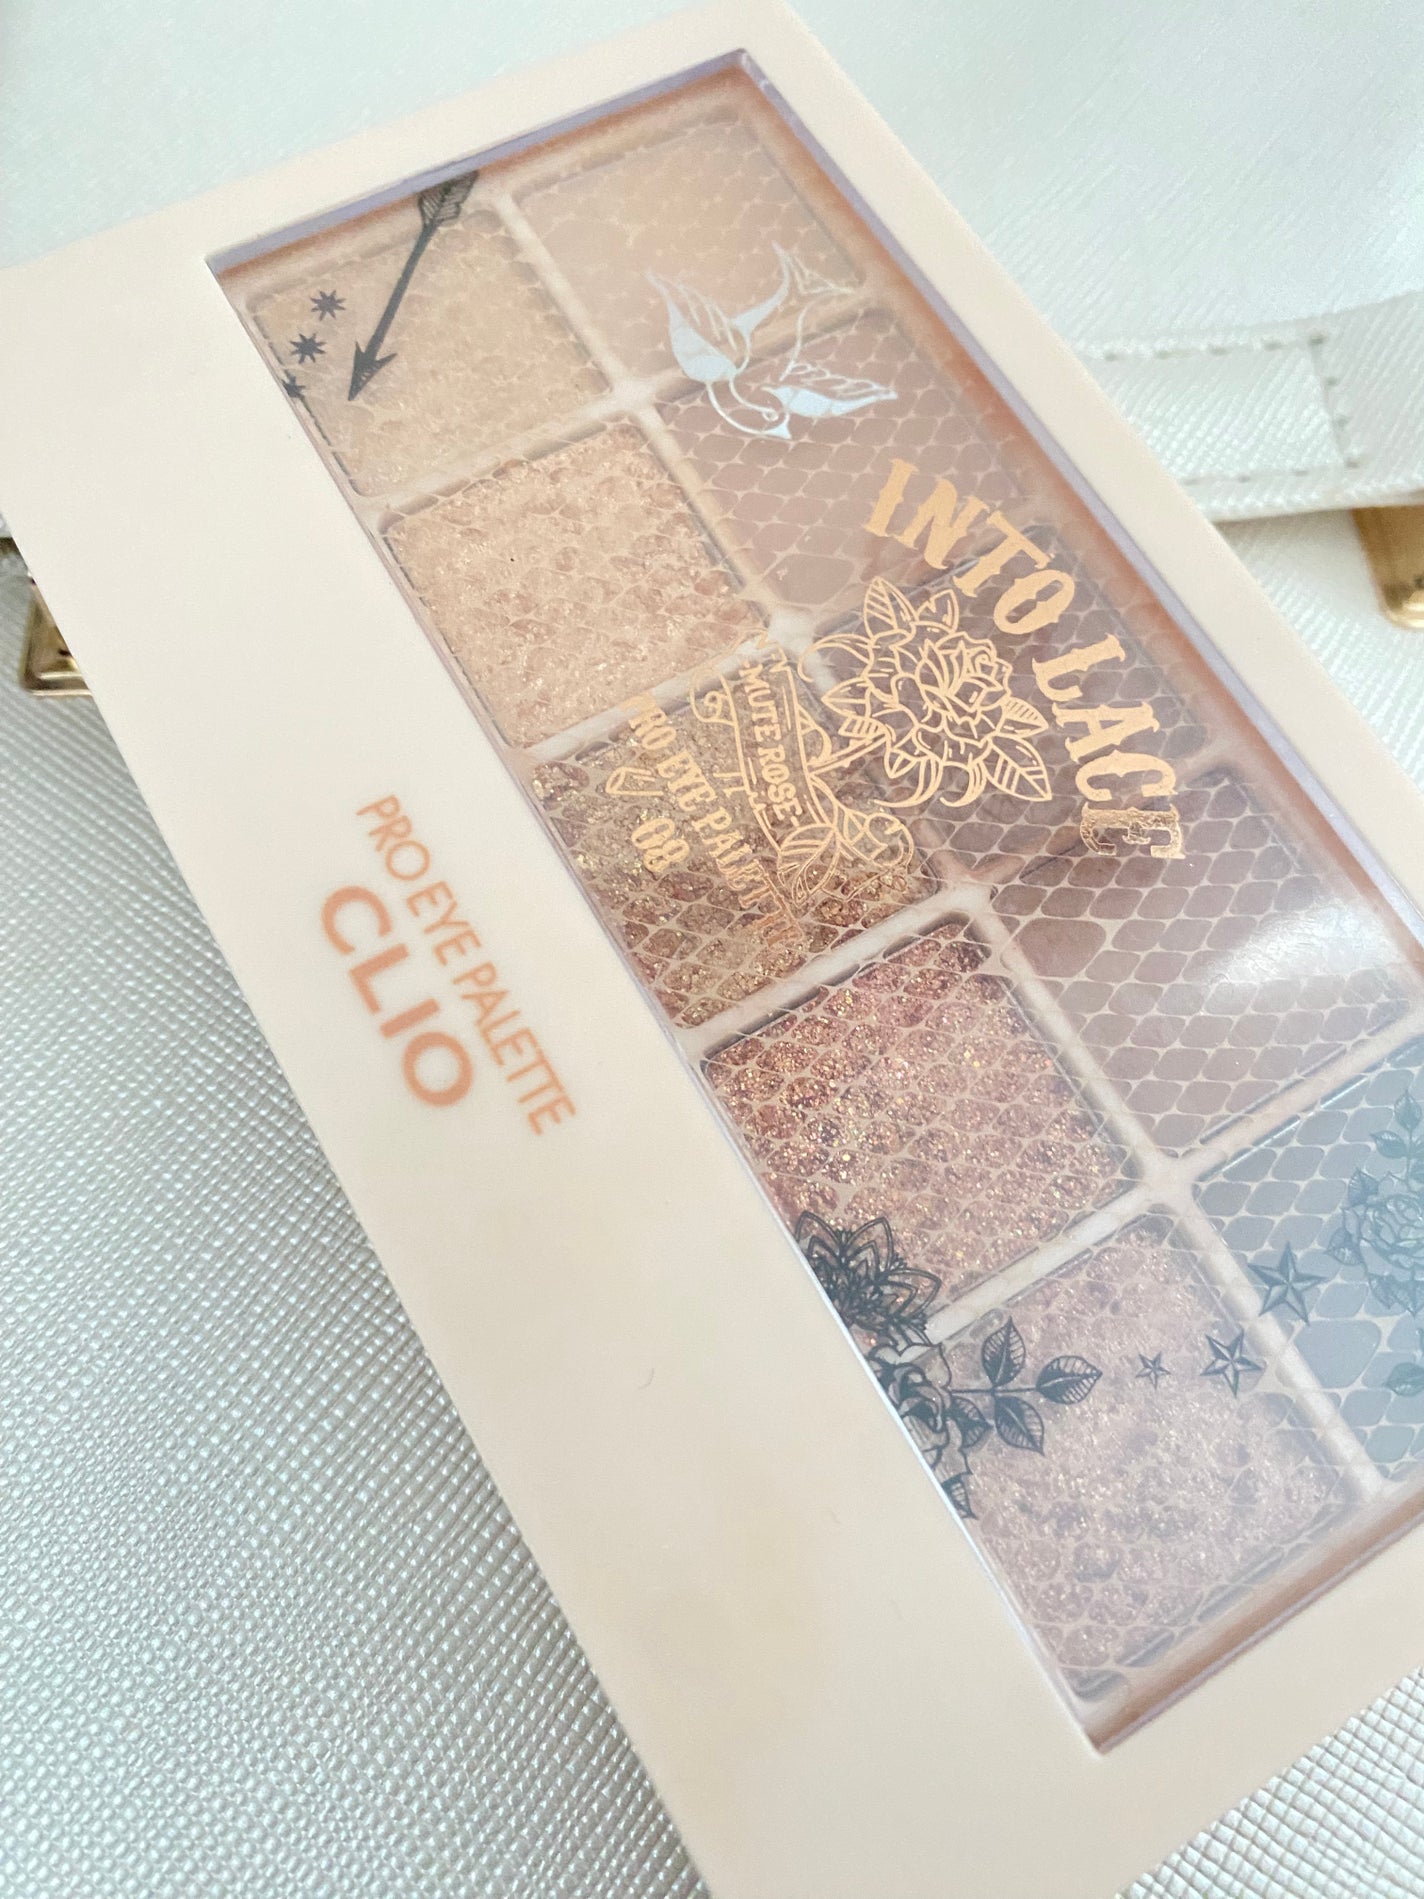 INTO LACE
-MUTE ROSE-
PRO EYE PALETTE
08
PRO EYE PALETTE
CLIO